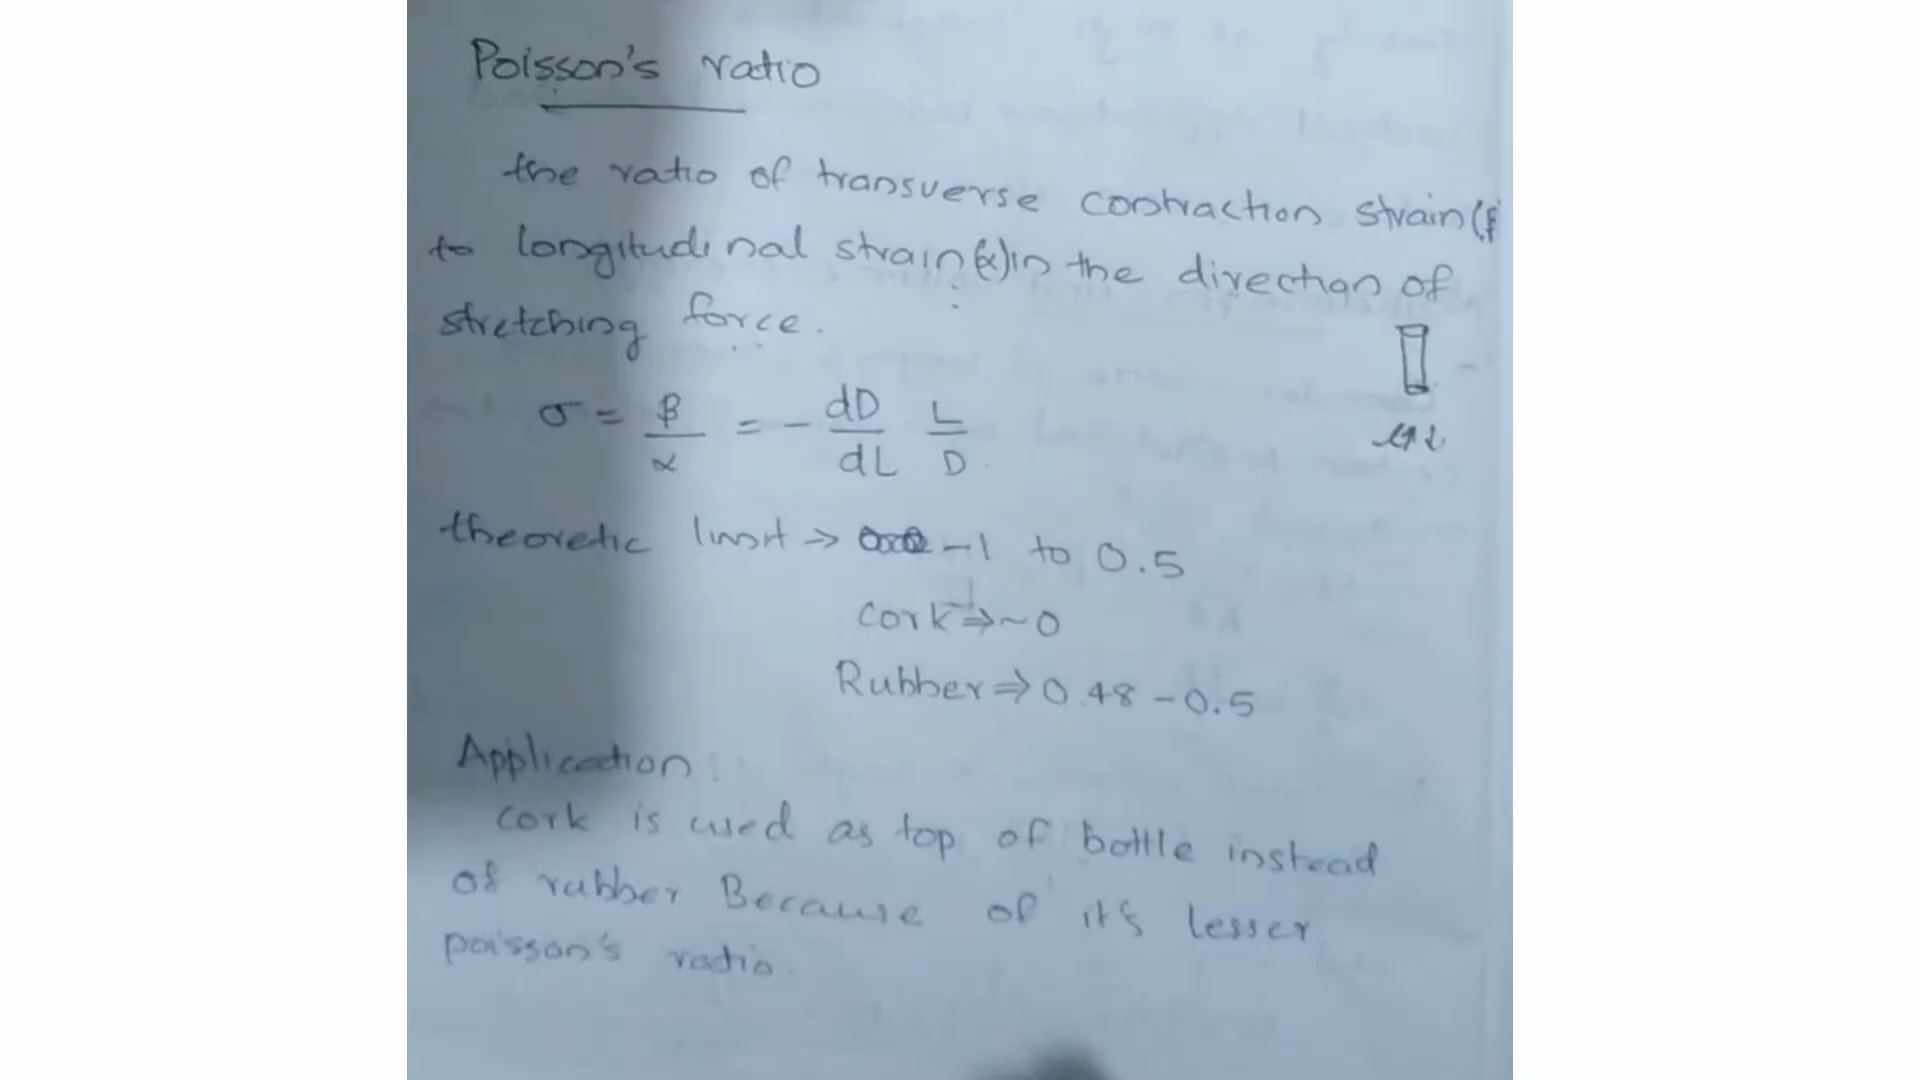 Poisson's ratio
the ratio of transverse contraction strain (β
to longitudinal strain (α) in the direction of
stretching force.
σ = β/α = - dD/dL L/D
theoretic limit → -1 to 0.5
cork ⇒ ~0
Rubber ⇒ 0.48 - 0.5
Application:
cork is used as top of bottle instead
of rubber Because of it's lesser
poisson's ratio.